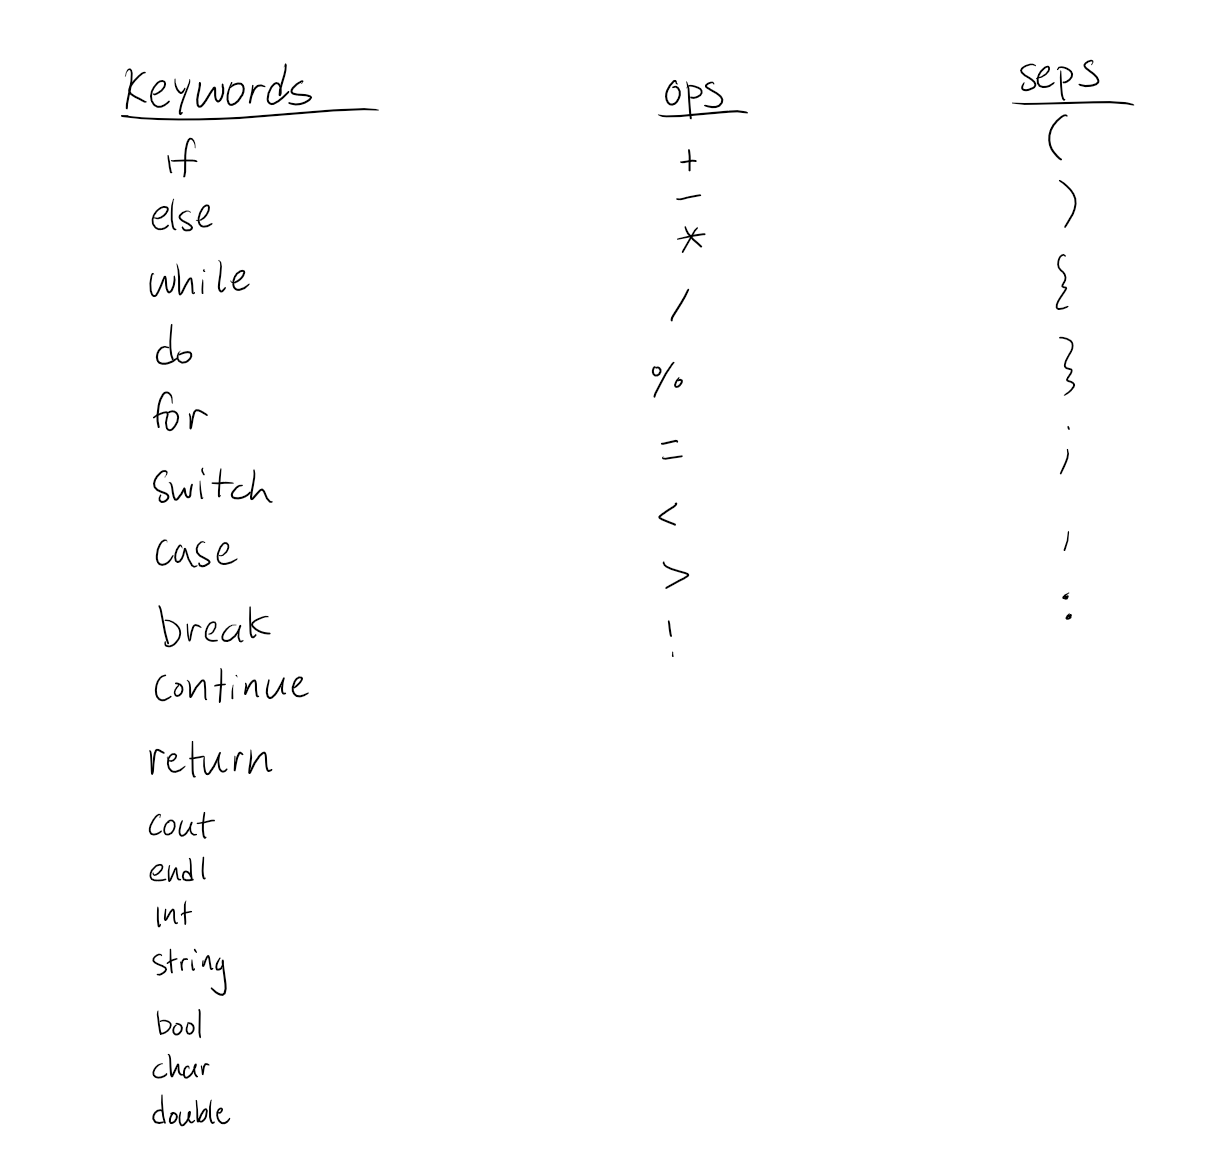 Keywords
if
else
while
do
for
switch
case
break
continue
return
cout
endl
int
string
bool
char
double
ops
+
-
*
/
%
=
<
>
!
seps
(
)
{
}
;
,
: